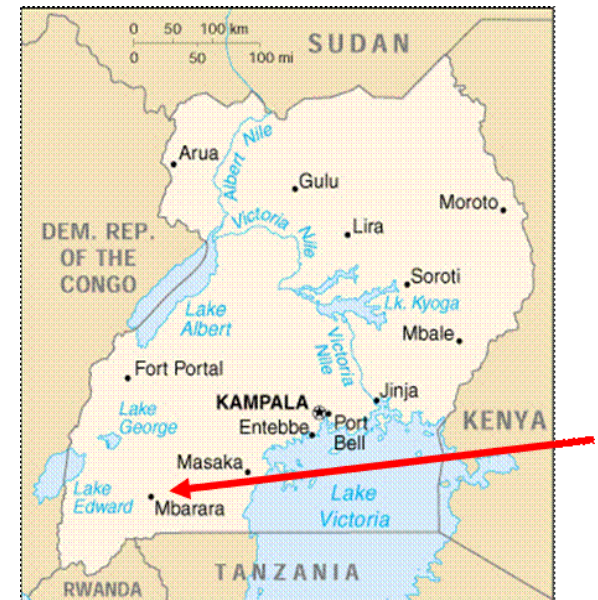 0 50 100 km
0 50 100 mi
SUDAN
Albert Nile
Arua
Gulu
Moroto
Victoria Nile
Lira
DEM. REP.
OF THE
CONGO
Soroti
Lk. Kyoga
Lake
Albert
Mbale
Victoria Nile
Fort Portal
Jinja
KAMPALA
Lake
George
Port
Bell
Entebbe
KENYA
Masaka
Lake
Edward
Mbarara
Lake
Victoria
TANZANIA
RWANDA